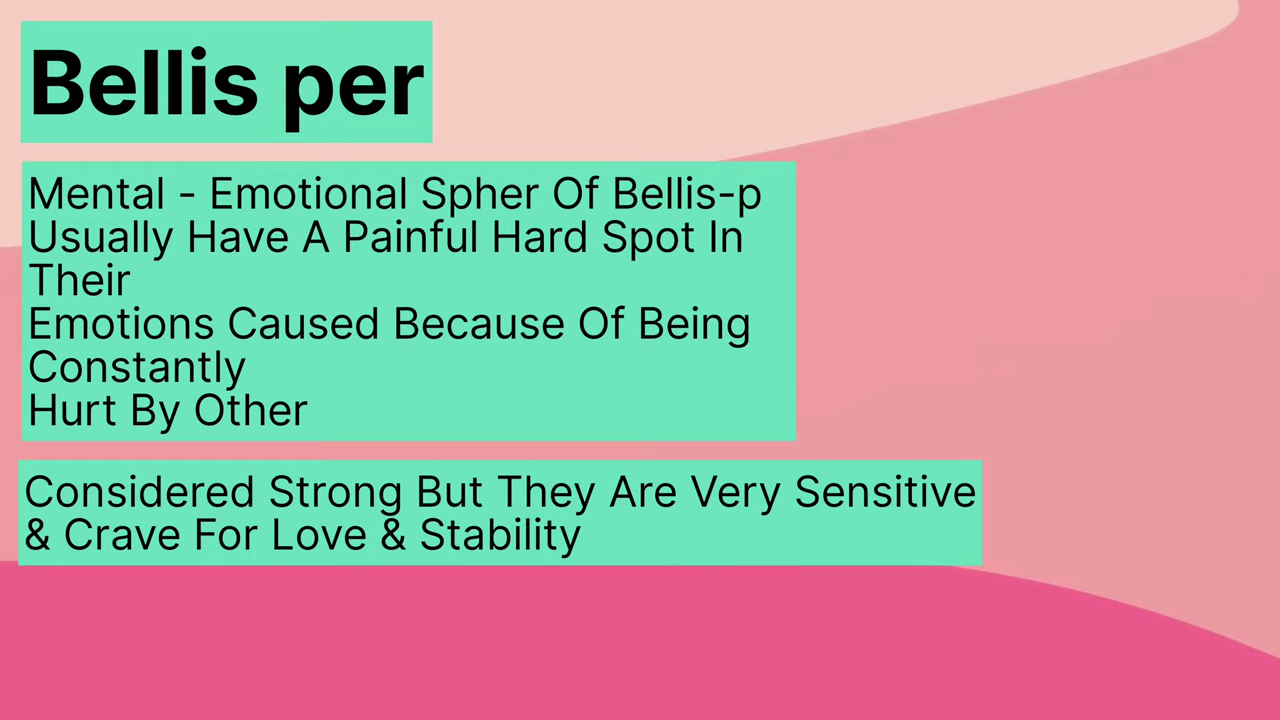 Bellis per
Mental - Emotional Spher Of Bellis-p
Usually Have A Painful Hard Spot In
Their
Emotions Caused Because Of Being
Constantly
Hurt By Other
Considered Strong But They Are Very Sensitive
& Crave For Love & Stability